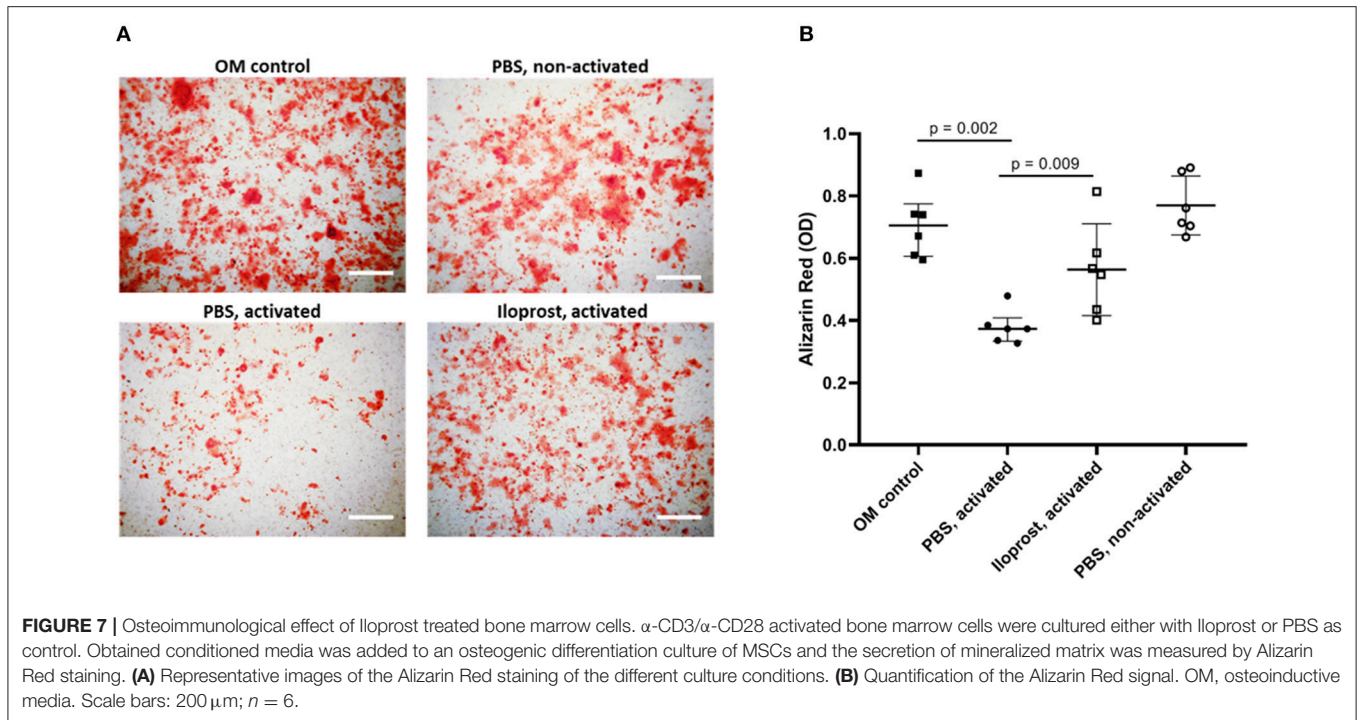 A
OM control
PBS, non-activated
PBS, activated
Iloprost, activated
B
p = 0.002
p = 0.009
Alizarin Red (OD)
1.0
0.8
0.6
0.4
0.2
0.0
OM control
PBS, activated
Iloprost, activated
PBS, non-activated
FIGURE 7 | Osteoimmunological effect of Iloprost treated bone marrow cells. α-CD3/α-CD28 activated bone marrow cells were cultured either with Iloprost or PBS as
control. Obtained conditioned media was added to an osteogenic differentiation culture of MSCs and the secretion of mineralized matrix was measured by Alizarin
Red staining. (A) Representative images of the Alizarin Red staining of the different culture conditions. (B) Quantification of the Alizarin Red signal. OM, osteoinductive
media. Scale bars: 200 μm; n = 6.